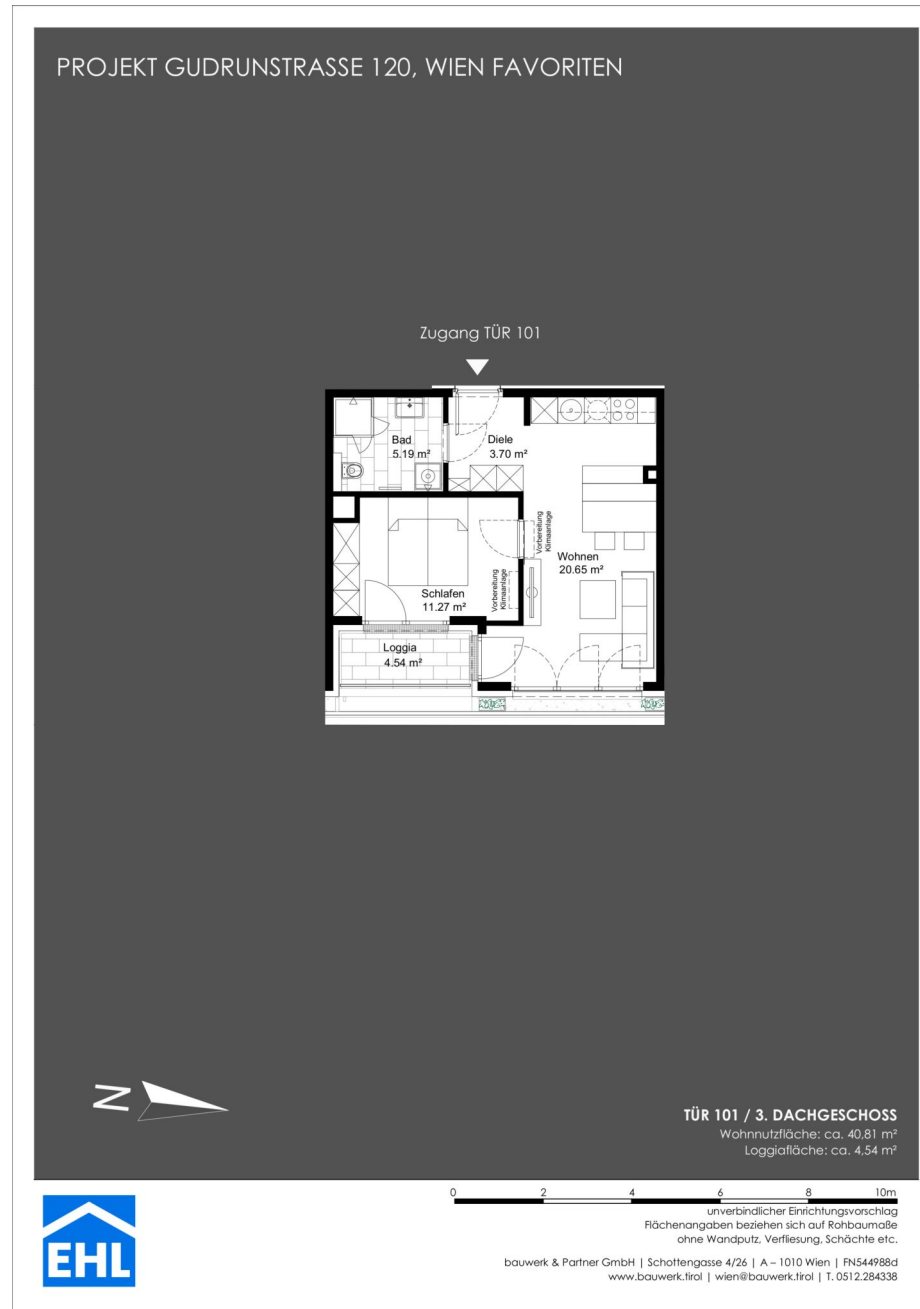 PROJEKT GUDRUNSTRASSE 120, WIEN FAVORITEN
Zugang TÜR 101
Bad
5.19 m²
Diele
3.70 m²
Vorbereitung
Klimaanlage
Wohnen
20.65 m²
Schlafen
11.27 m²
Vorbereitung
Klimaanlage
Loggia
4.54 m²
N
TÜR 101 / 3. DACHGESCHOSS
Wohnnutzfläche: ca. 40,81 m²
Loggiafläche: ca. 4,54 m²
0 2 4 6 8 10m
unverbindlicher Einrichtungsvorschlag
Flächenangaben beziehen sich auf Rohbaumaße
ohne Wandputz, Verfliesung, Schächte etc.
EHL
bauwerk & Partner GmbH | Schottengasse 4/26 | A – 1010 Wien | FN544988d
www.bauwerk.tirol | wien@bauwerk.tirol | T. 0512.284338